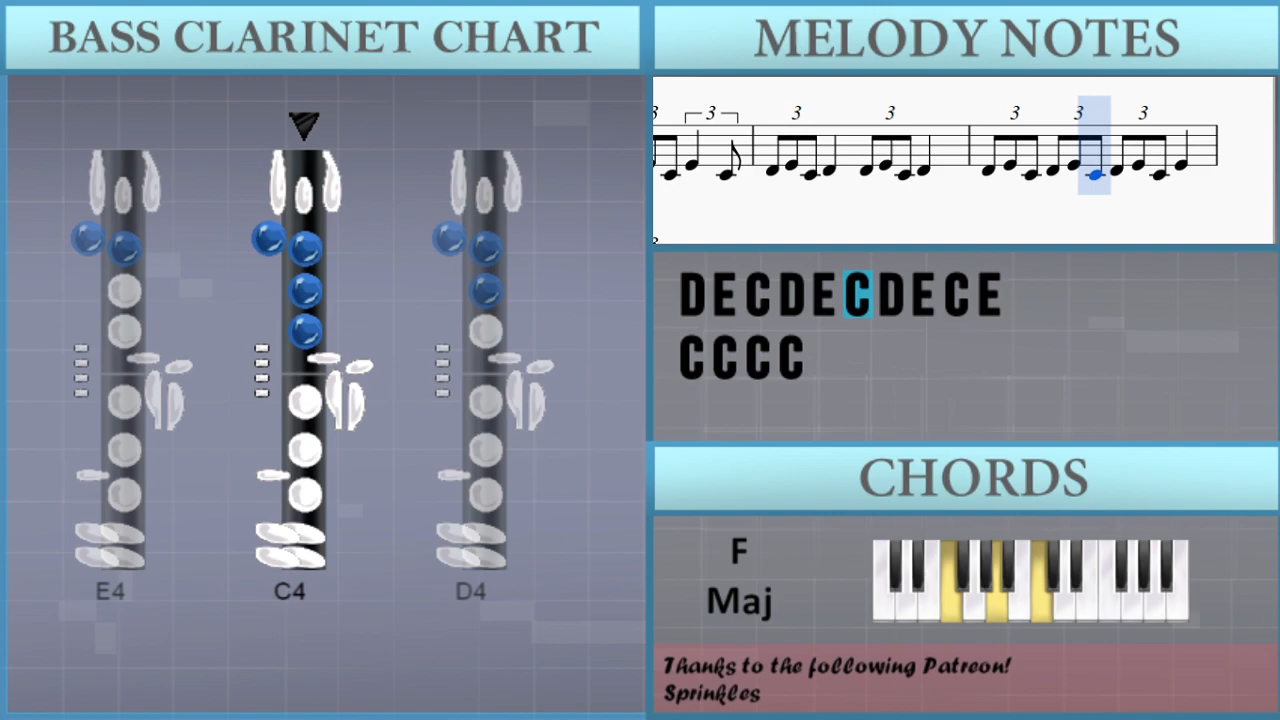 BASS CLARINET CHART
E4 C4 D4
MELODY NOTES
3 3 3 3 3 3 3
DECDECDECE
CCCC
CHORDS
F
Maj
Thanks to the following Patreon!
Sprinkles